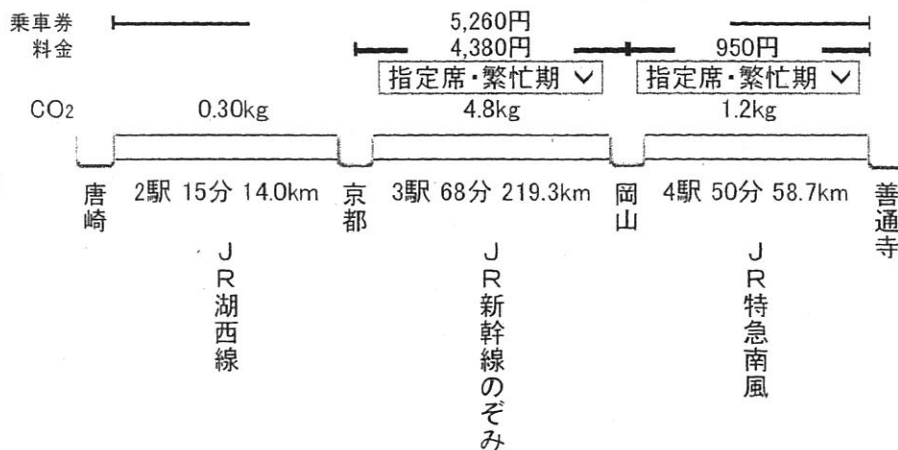 乗車券 5,260円
料金 4,380円 950円
指定席・繁忙期 指定席・繁忙期
CO2 0.30kg 4.8kg 1.2kg
唐崎 2駅 15分 14.0km 京都 3駅 68分 219.3km 岡山 4駅 50分 58.7km 善通寺
JR湖西線
JR新幹線のぞみ
JR特急南風